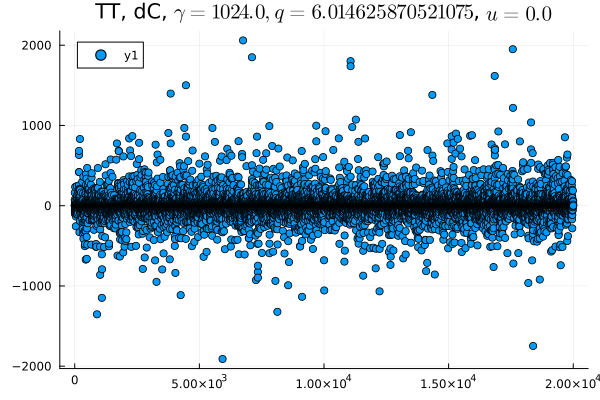 TT, dC, γ = 1024.0, q = 6.014625870521075, u = 0.0
y1
2000
1000
0
−1000
−2000
0 5.00×10³ 1.00×10⁴ 1.50×10⁴ 2.00×10⁴